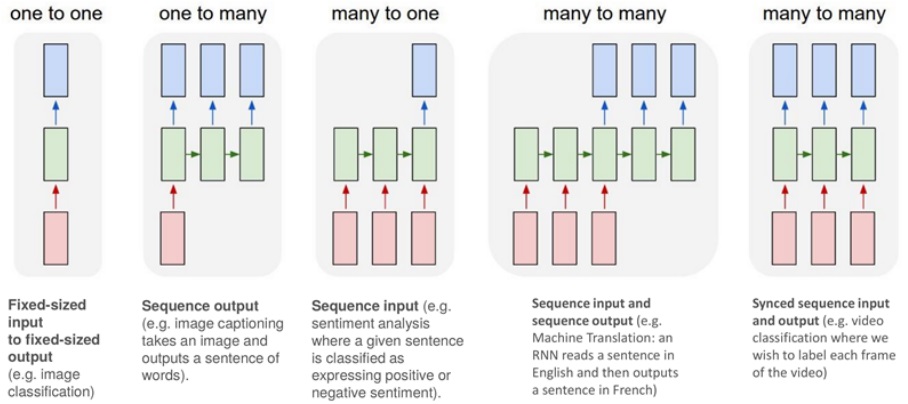 one to one
one to many
many to one
many to many
many to many
Fixed-sized
input
to fixed-sized
output
(e.g. image
classification)
Sequence output
(e.g. image captioning
takes an image and
outputs a sentence of
words).
Sequence input (e.g.
sentiment analysis
where a given sentence
is classified as
expressing positive or
negative sentiment).
Sequence input and
sequence output (e.g.
Machine Translation: an
RNN reads a sentence in
English and then outputs
a sentence in French)
Synced sequence input
and output (e.g. video
classification where we
wish to label each frame
of the video)